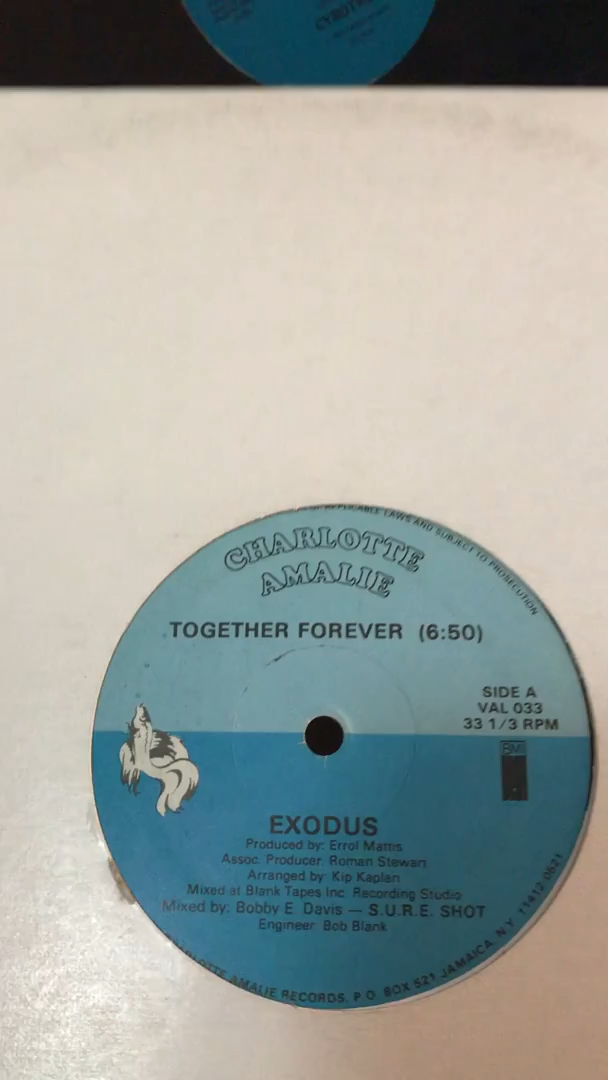 APPLICABLE LAWS AND SUBJECT TO PROSECUTION
CHARLOTTE
AMALIE
TOGETHER FOREVER (6:50)
SIDE A
VAL 033
33 1/3 RPM
BMI
EXODUS
Produced by: Errol Mattis
Assoc. Producer: Roman Stewart
Arranged by: Kip Kaplan
Mixed at Blank Tapes Inc. Recording Studio
Mixed by: Bobby E. Davis — S.U.R.E. SHOT
Engineer: Bob Blank
AMALIE RECORDS, P.O. BOX 521 JAMAICA, N.Y. 11412-0521